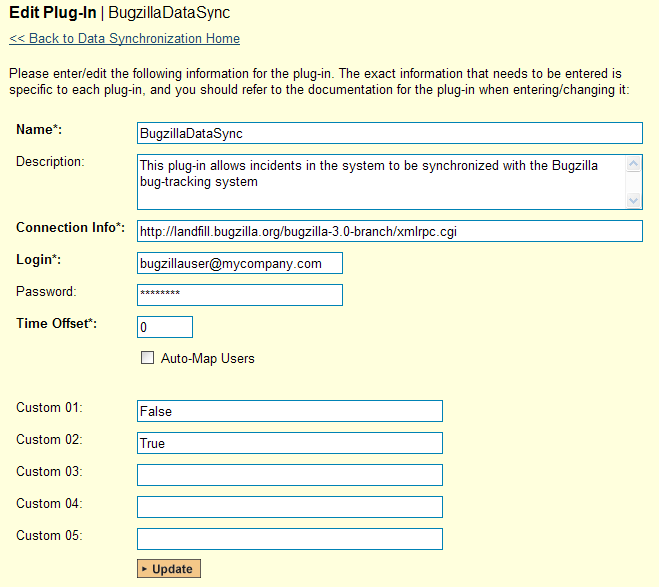 Edit Plug-In | BugzillaDataSync
<< Back to Data Synchronization Home
Please enter/edit the following information for the plug-in. The exact information that needs to be entered is
specific to each plug-in, and you should refer to the documentation for the plug-in when entering/changing it:
Name*: BugzillaDataSync
Description: This plug-in allows incidents in the system to be synchronized with the Bugzilla
bug-tracking system
Connection Info*: http://landfill.bugzilla.org/bugzilla-3.0-branch/xmlrpc.cgi
Login*: bugzillauser@mycompany.com
Password: ********
Time Offset*: 0
Auto-Map Users
Custom 01: False
Custom 02: True
Custom 03:
Custom 04:
Custom 05:
Update